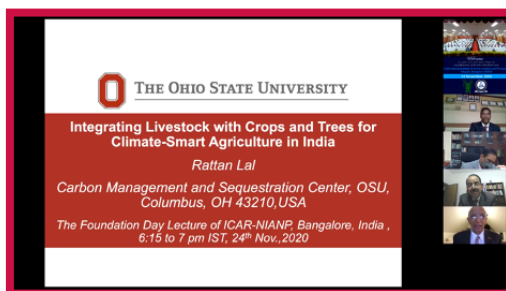 THE OHIO STATE UNIVERSITY
Integrating Livestock with Crops and Trees for
Climate-Smart Agriculture in India
Rattan Lal
Carbon Management and Sequestration Center, OSU,
Columbus, OH 43210,USA
The Foundation Day Lecture of ICAR-NIANP, Bangalore, India ,
6:15 to 7 pm IST, 24th Nov.,2020